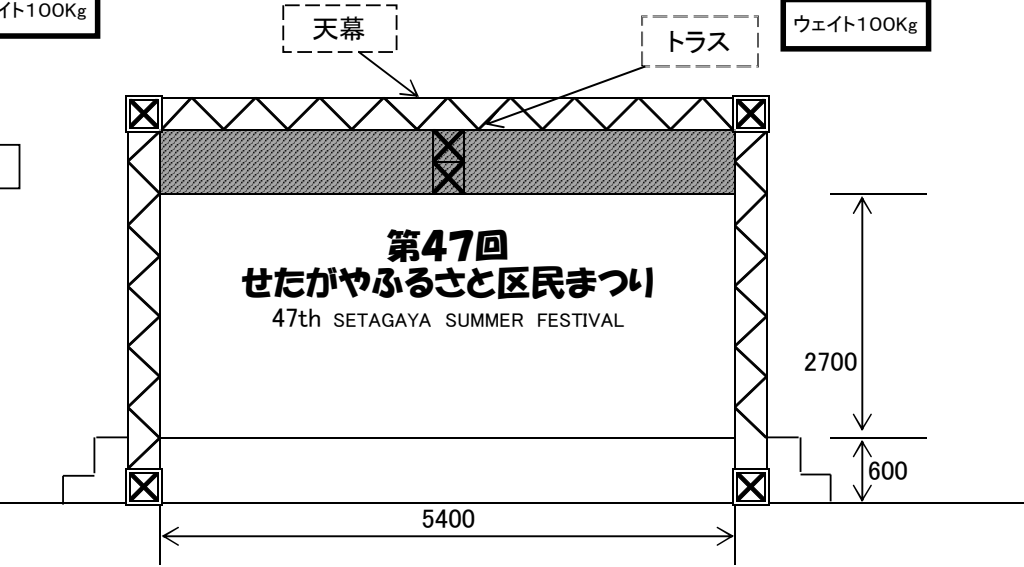 イト100Kg
天幕
トラス
ウェイト100Kg
第47回
せたがやふるさと区民まつり
47th SETAGAYA SUMMER FESTIVAL
2700
600
5400